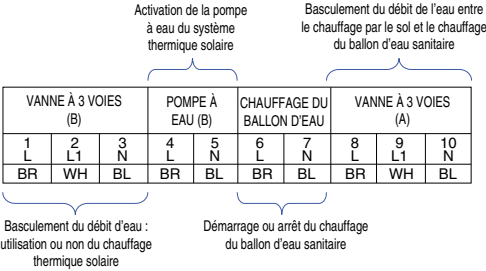 Activation de la pompe
à eau du système
thermique solaire
Basculement du débit de l'eau entre
le chauffage par le sol et le chauffage
du ballon d'eau sanitaire
VANNE À 3 VOIES
(B)
POMPE À
EAU (B)
CHAUFFAGE DU
BALLON D'EAU
VANNE À 3 VOIES
(A)
1 2 3 4 5 6 7 8 9 10
L L1 N L N L N L L1 N
BR WH BL BR BL BR BL BR WH BL
Basculement du débit d'eau :
utilisation ou non du chauffage
thermique solaire
Démarrage ou arrêt du chauffage
du ballon d'eau sanitaire